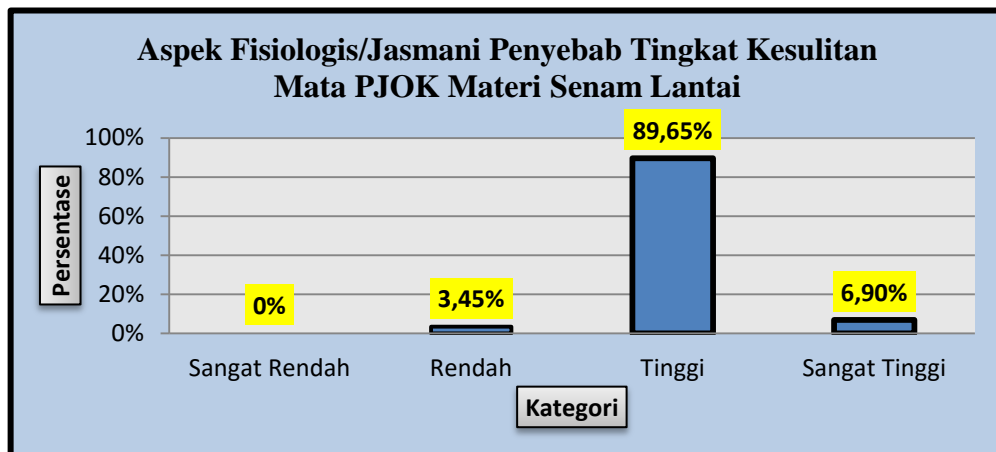 Aspek Fisiologis/Jasmani Penyebab Tingkat Kesulitan
Mata PJOK Materi Senam Lantai
Persentase
100%
80%
60%
40%
20%
0%
0%
3,45%
89,65%
6,90%
Sangat Rendah
Rendah
Tinggi
Sangat Tinggi
Kategori